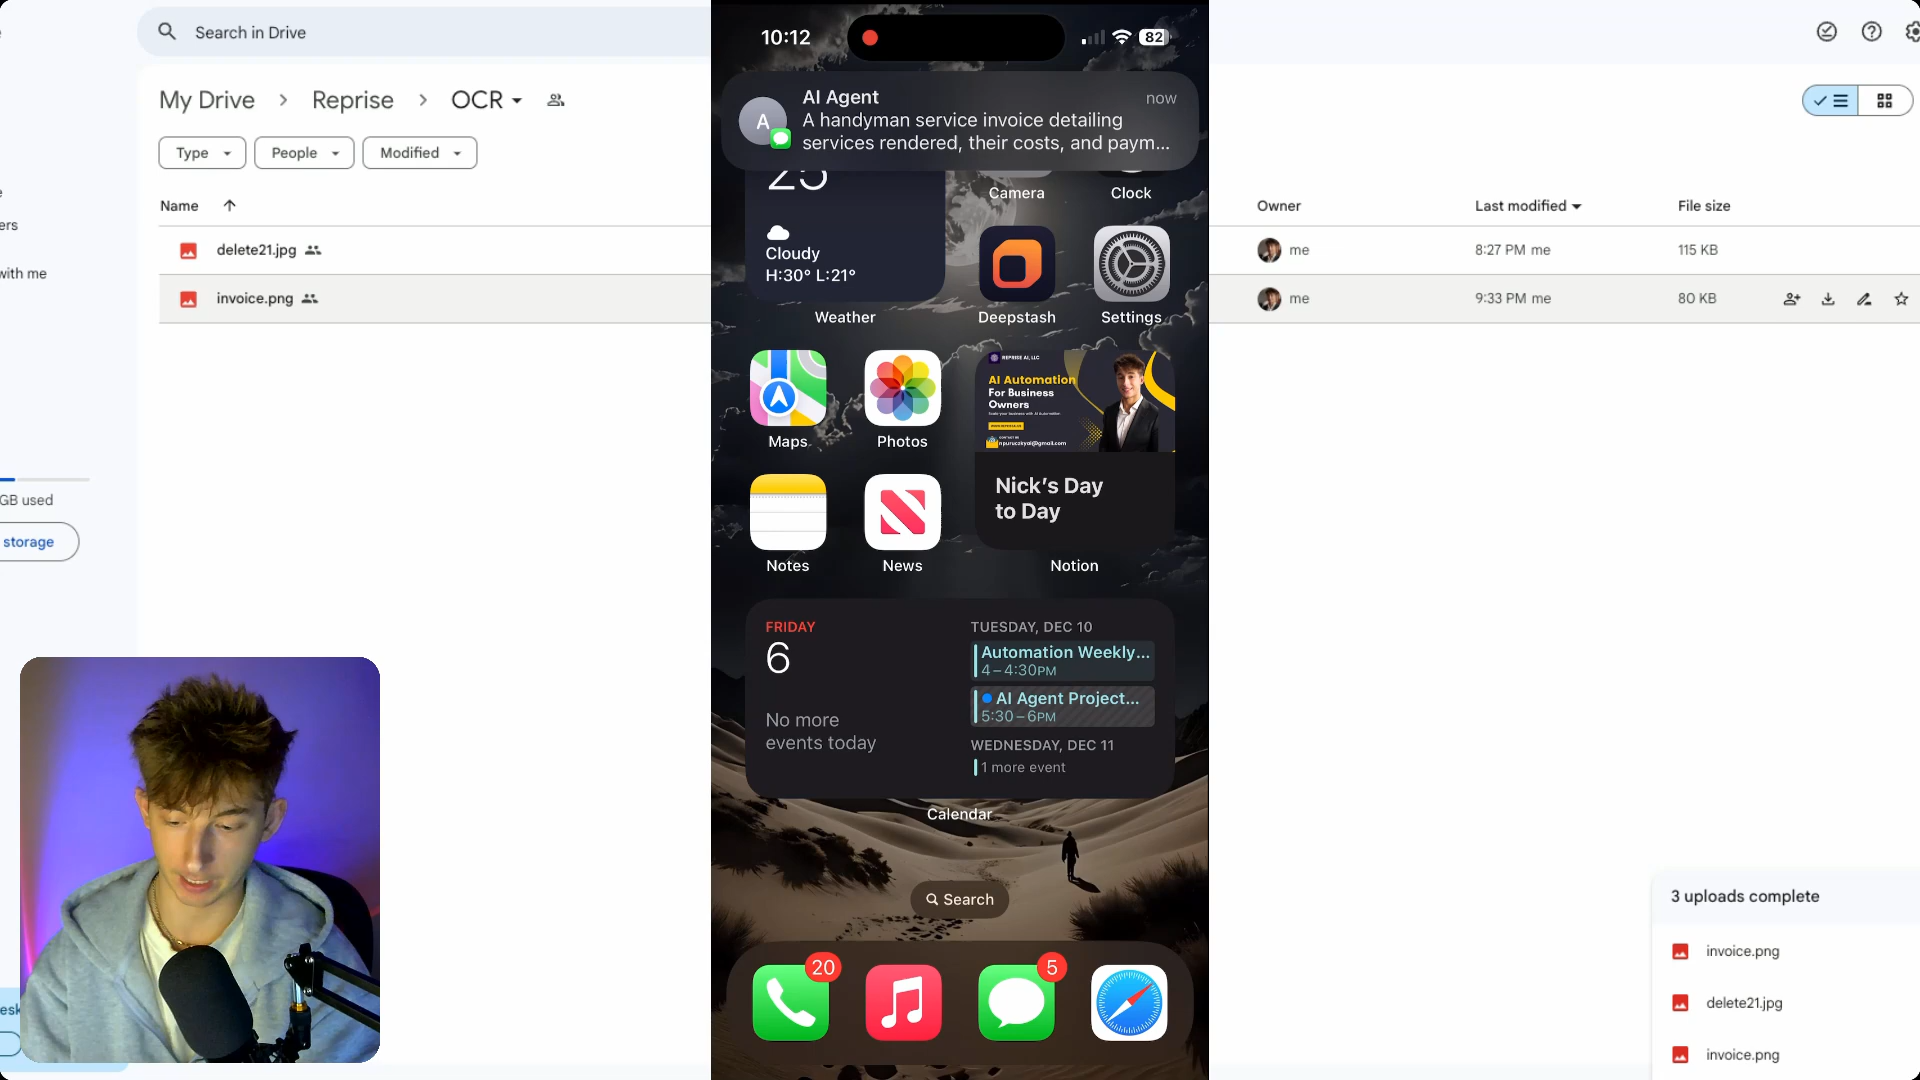 Search in Drive
My Drive > Reprise > OCR
Type
People
Modified
Name
Owner
Last modified
File size
delete21.jpg
me
8:27 PM me
115 KB
invoice.png
me
9:33 PM me
80 KB
ers
with me
GB used
storage
10:12
82
A
AI Agent
now
A handyman service invoice detailing
services rendered, their costs, and paym...
25
Camera
Clock
Cloudy
H:30° L:21°
Weather
Deepstash
Settings
Maps
Photos
REPRISE AI, LLC
AI Automation
For Business
Owners
Nick's Day
to Day
Notes
News
Notion
FRIDAY
6
No more
events today
TUESDAY, DEC 10
Automation Weekly...
4–4:30PM
AI Agent Project...
5:30–6PM
WEDNESDAY, DEC 11
1 more event
Calendar
Search
20
5
3 uploads complete
invoice.png
delete21.jpg
invoice.png